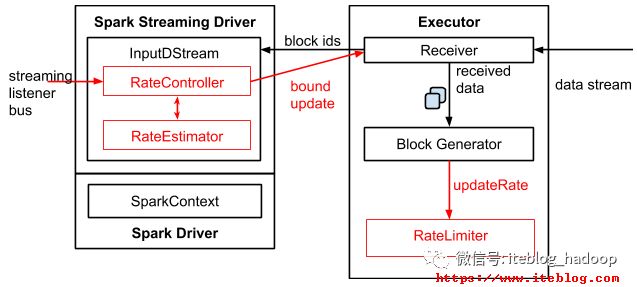 Spark Streaming Driver
InputDStream
streaming
listener
bus
RateController
RateEstimator
SparkContext
Spark Driver
block ids
bound
update
Executor
Receiver
received
data
data stream
Block Generator
updateRate
RateLimiter
微信号:iteblog_hadoop
https://www.iteblog.com